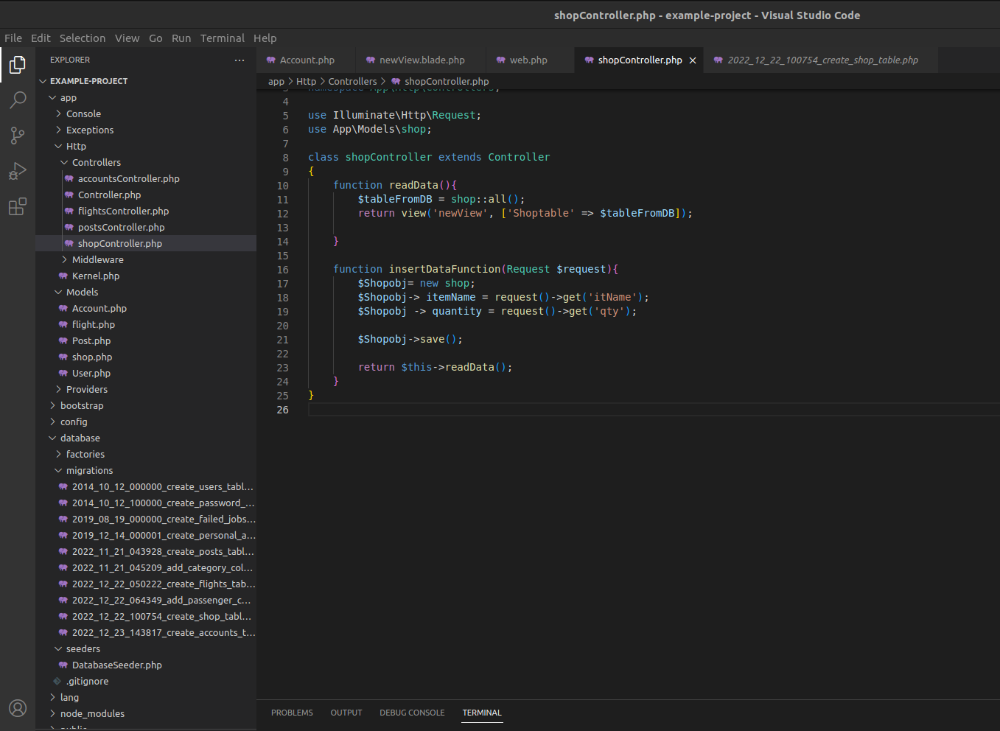 shopController.php - example-project - Visual Studio Code
File Edit Selection View Go Run Terminal Help
EXPLORER ···
Account.php newView.blade.php web.php shopController.php × 2022_12_22_100754_create_shop_table.php
app > Http > Controllers > shopController.php
EXAMPLE-PROJECT
app
Console
Exceptions
Http
Controllers
accountsController.php
Controller.php
flightsController.php
postsController.php
shopController.php
Middleware
Kernel.php
Models
Account.php
flight.php
Post.php
shop.php
User.php
Providers
bootstrap
config
database
factories
migrations
2014_10_12_000000_create_users_tabl...
2014_10_12_100000_create_password_...
2019_08_19_000000_create_failed_jobs...
2019_12_14_000001_create_personal_a...
2022_11_21_043928_create_posts_tabl...
2022_11_21_045209_add_category_col...
2022_12_22_050222_create_flights_tab...
2022_12_22_064349_add_passenger_c...
2022_12_22_100754_create_shop_tabl...
2022_12_23_143817_create_accounts_t...
seeders
DatabaseSeeder.php
.gitignore
lang
node_modules
public
3 namespace App\Http\Controllers;
4
5 use Illuminate\Http\Request;
6 use App\Models\shop;
7
8 class shopController extends Controller
9 {
10 function readData(){
11 $tableFromDB = shop::all();
12 return view('newView', ['Shoptable' => $tableFromDB]);
13
14 }
15
16 function insertDataFunction(Request $request){
17 $Shopobj= new shop;
18 $Shopobj-> itemName = request()->get('itName');
19 $Shopobj -> quantity = request()->get('qty');
20
21 $Shopobj->save();
22
23 return $this->readData();
24 }
25 }
26
PROBLEMS OUTPUT DEBUG CONSOLE TERMINAL